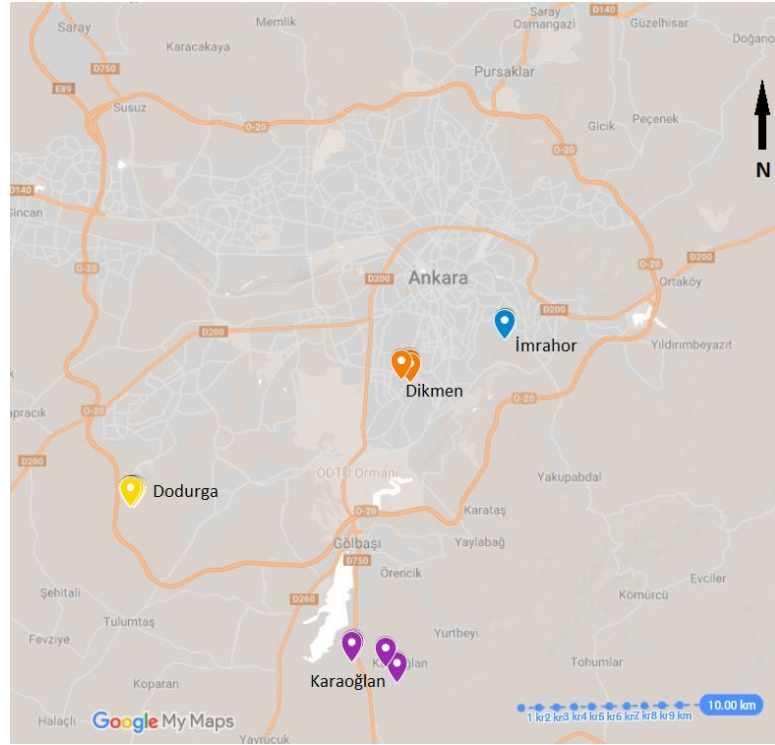 Saray
Memlik
Saray
Osmangazi
D140
Güzelhisar
Doğano
Karacakaya
D750
Pursaklar
E89
Susuz
O-20
Gicik
Peçenek
O-20
N
D140
Sincan
O-20
D200
Ankara
O-20
D200
Ortaköy
D200
D200
İmrahor
Yıldırımbeyazıt
Dikmen
O-20
apracık
O-20
D200
ODTÜ Ormanı
Yakupabdal
Dodurga
O-20
Karataş
Gölbaşı
Yaylabağ
D750
Örencik
Evciler
Şehitali
D260
Kömürcü
Tulumtaş
Fevziye
Yurtbeyi
Tohumlar
Karaoğlan
Koparan
10.00 km
Halaçlı
Google My Maps
Yavrucuk